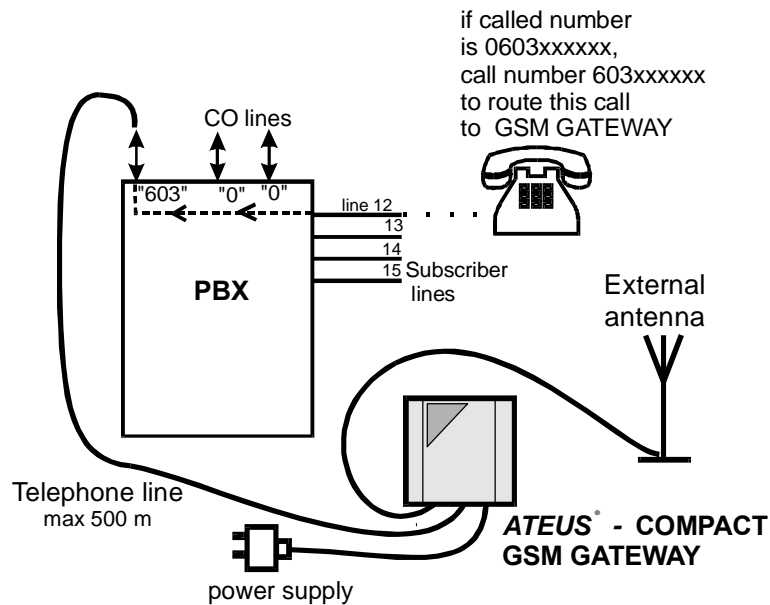 if called number
is 0603xxxxxx,
call number 603xxxxxx
to route this call
to GSM GATEWAY
CO lines
"603" "0" "0"
line 12
13
14
15 Subscriber
lines
PBX
External
antenna
Telephone line
max 500 m
ATEUS® - COMPACT
GSM GATEWAY
power supply